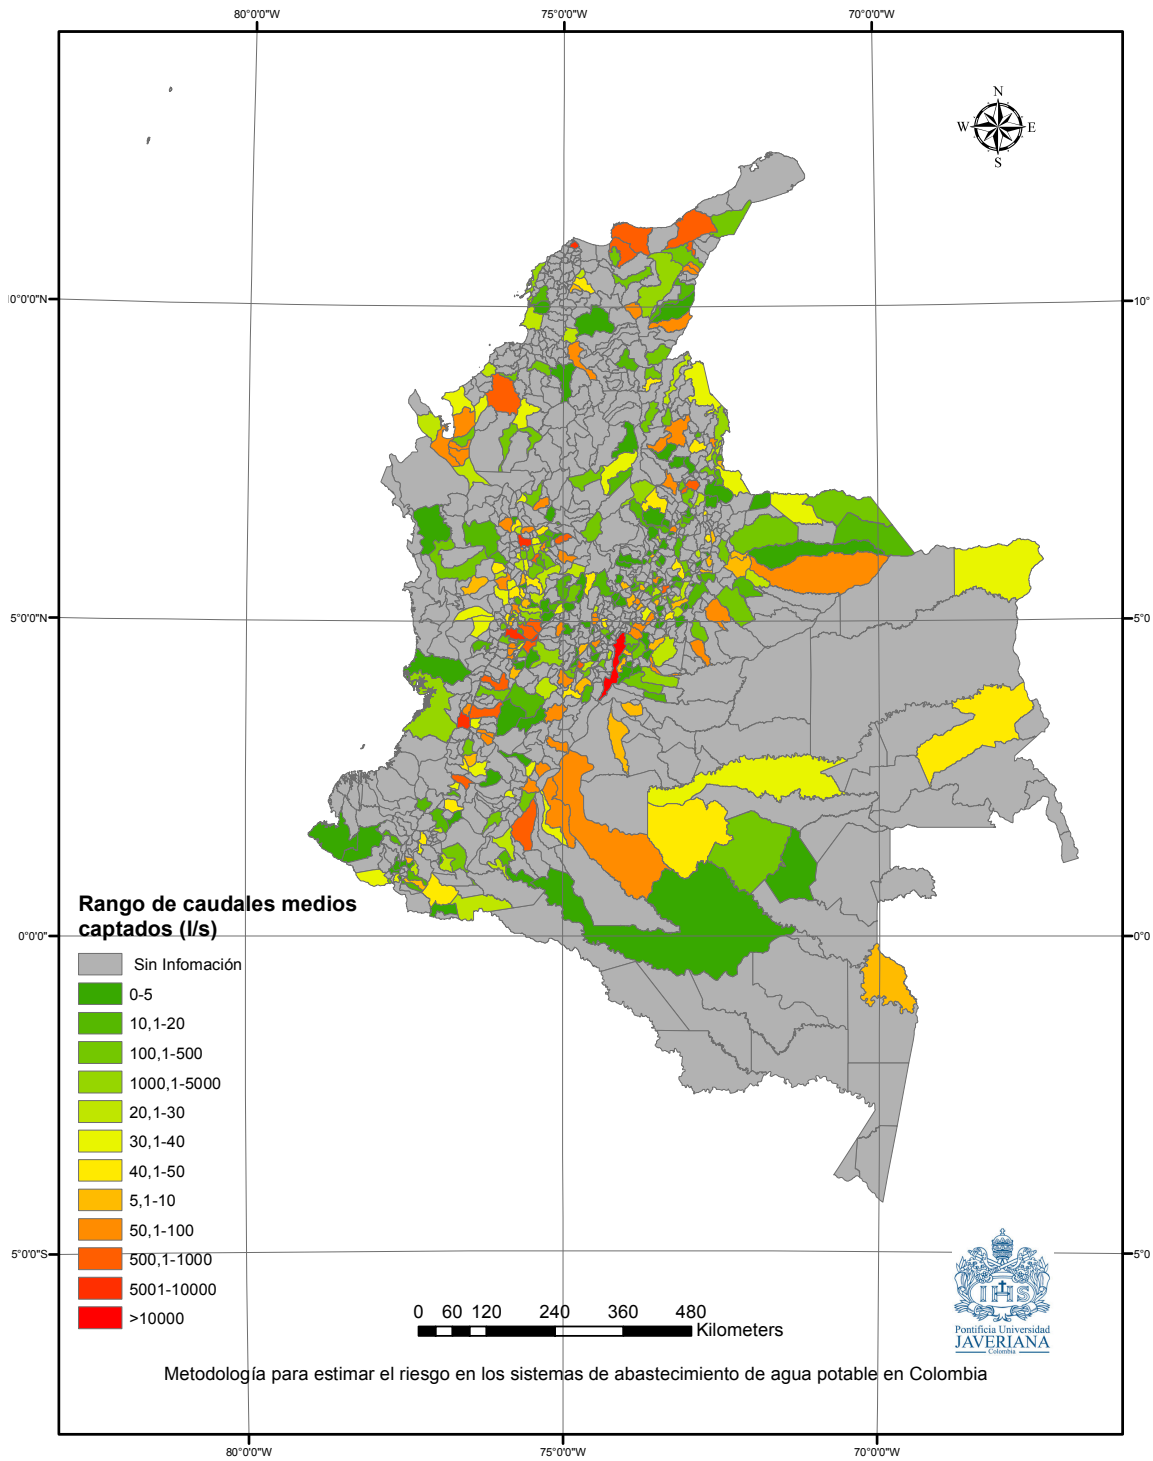 80°0'0"W 75°0'0"W 70°0'0"W
N
W E
S
10°
5°0
0°0
5°0
0°0'0"N
5°0'0"N
0°0'0"
5°0'0"S
Rango de caudales medios
captados (l/s)
Sin Infomación
0-5
10,1-20
100,1-500
1000,1-5000
20,1-30
30,1-40
40,1-50
5,1-10
50,1-100
500,1-1000
5001-10000
>10000
0 60 120 240 360 480
Kilometers
IHS
Pontificia Universidad
JAVERIANA
Colombia
Metodología para estimar el riesgo en los sistemas de abastecimiento de agua potable en Colombia
80°0'0"W 75°0'0"W 70°0'0"W